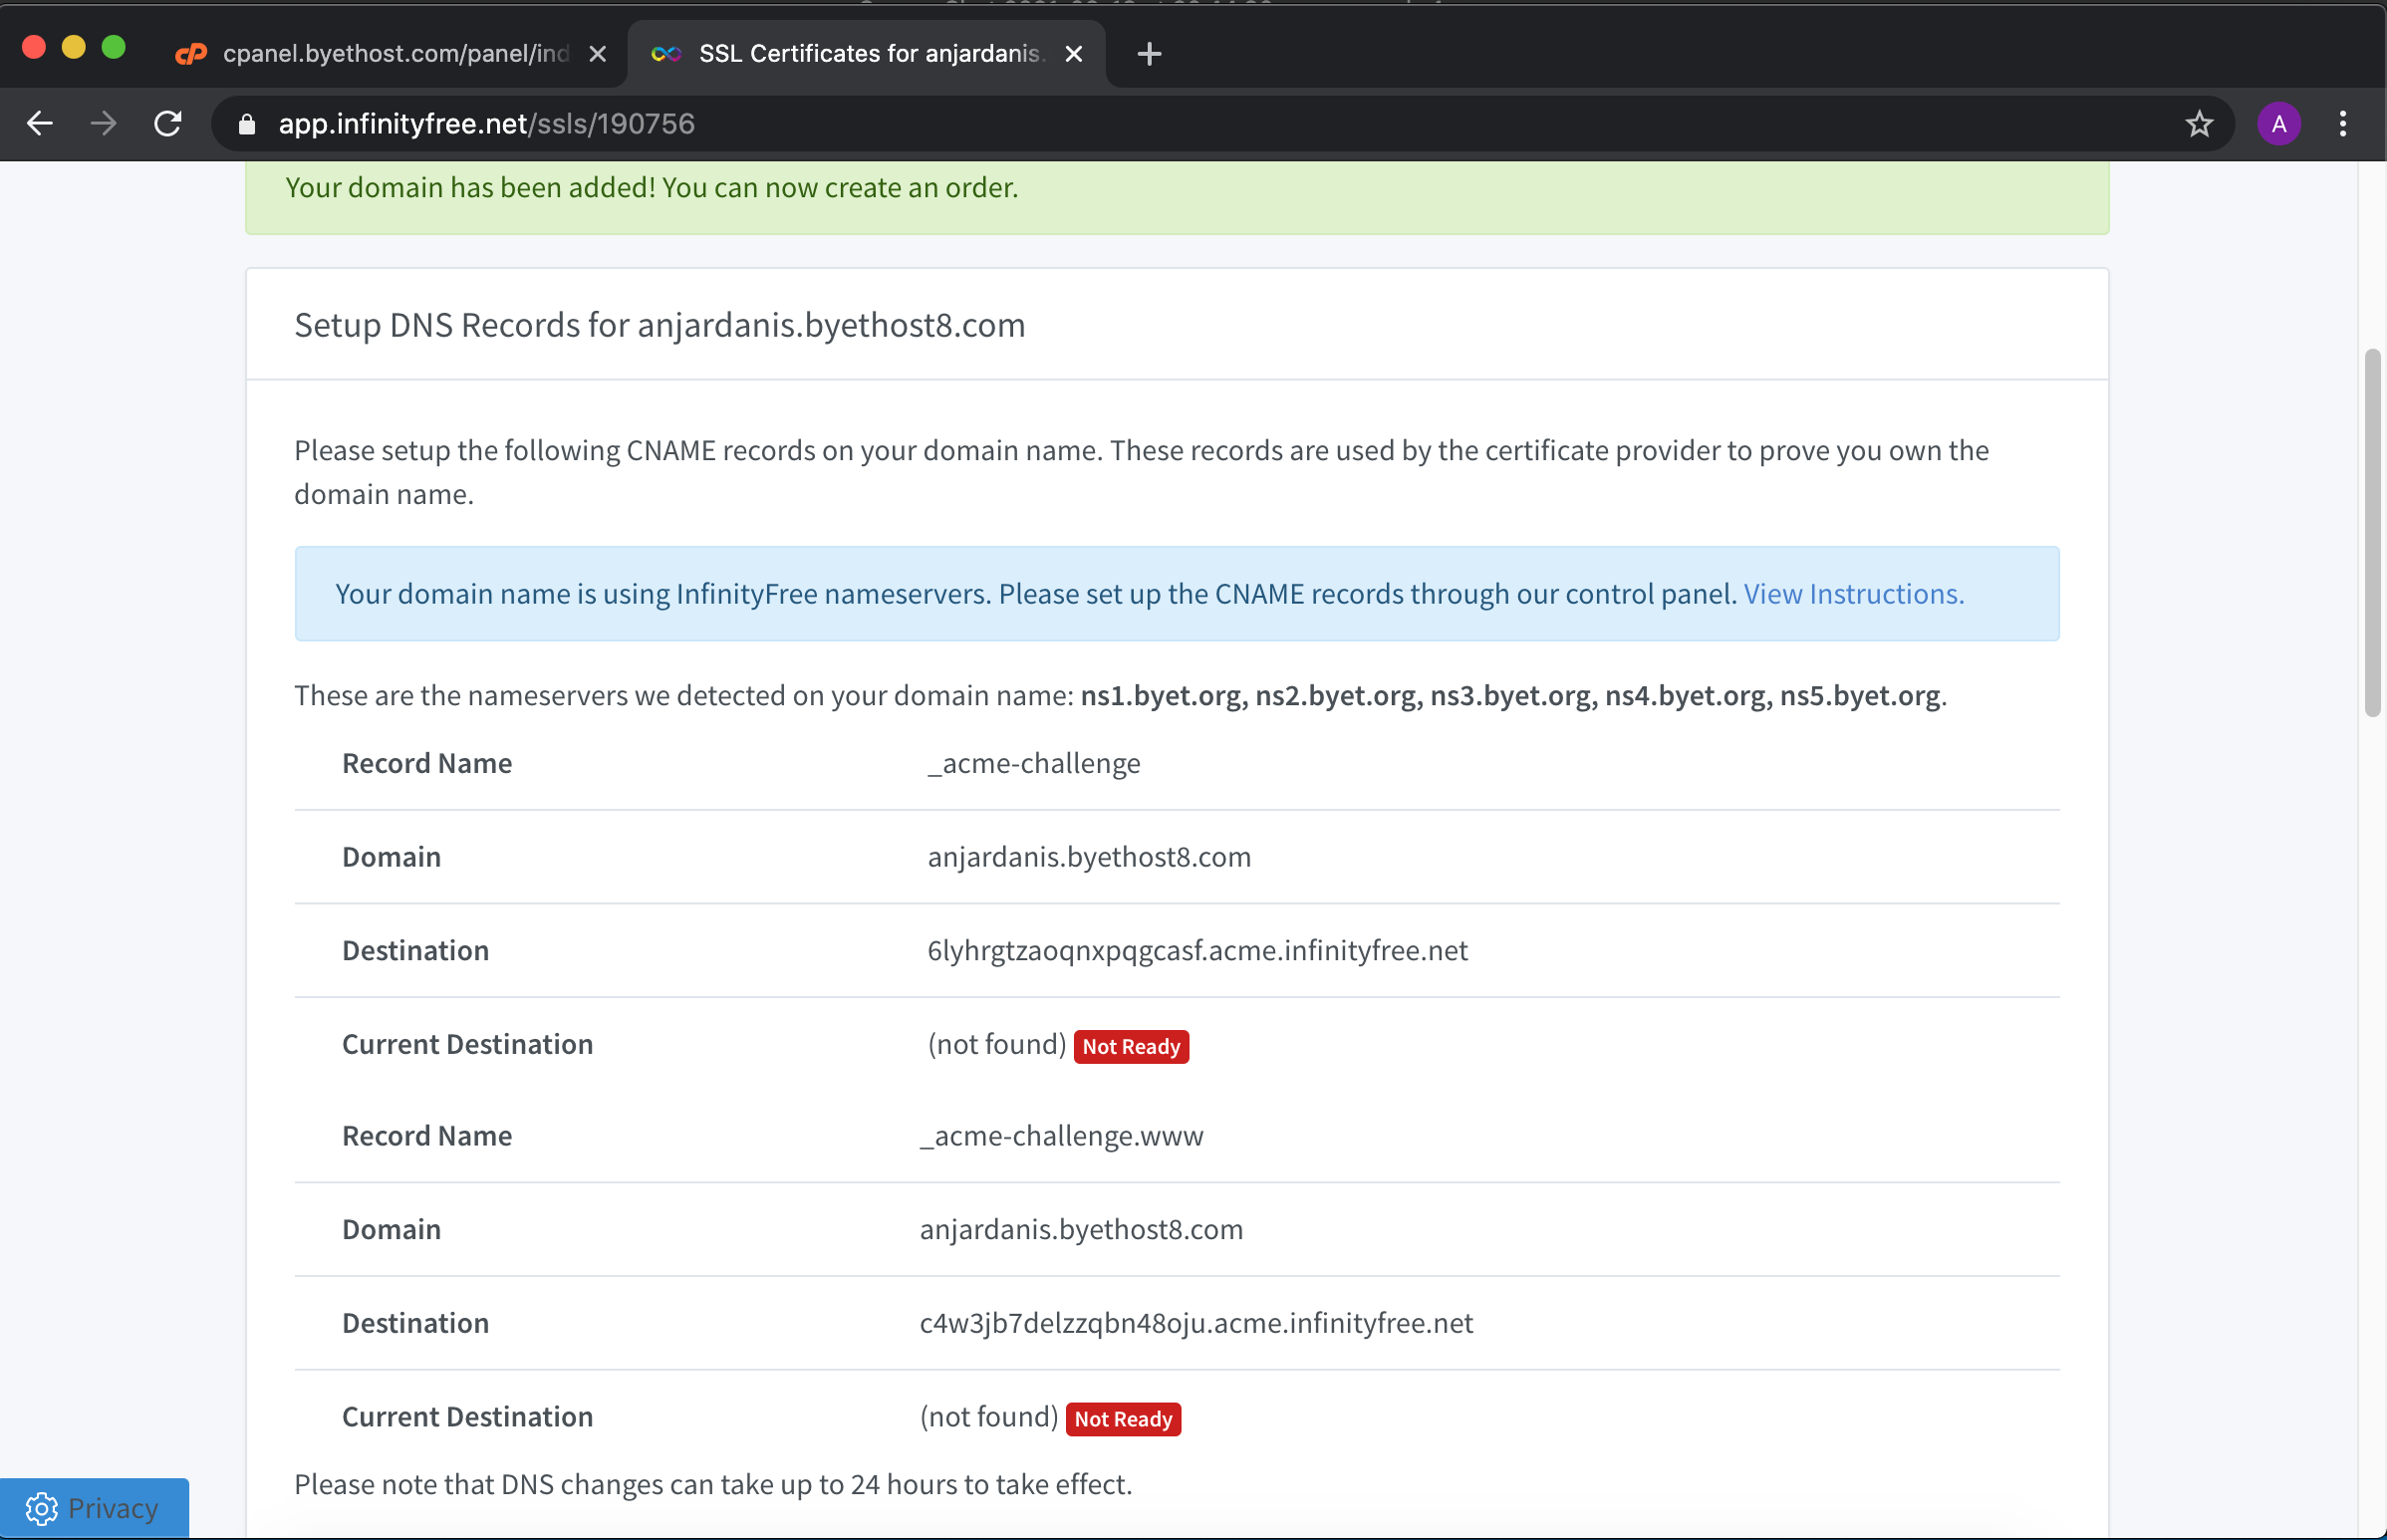 cpanel.byethost.com/panel/ind
SSL Certificates for anjardanis.
app.infinityfree.net/ssls/190756
A
Your domain has been added! You can now create an order.
Setup DNS Records for anjardanis.byethost8.com
Please setup the following CNAME records on your domain name. These records are used by the certificate provider to prove you own the
domain name.
Your domain name is using InfinityFree nameservers. Please set up the CNAME records through our control panel. View Instructions.
These are the nameservers we detected on your domain name: ns1.byet.org, ns2.byet.org, ns3.byet.org, ns4.byet.org, ns5.byet.org.
Record Name _acme-challenge
Domain anjardanis.byethost8.com
Destination 6lyhrgtzaoqnxpqgcasf.acme.infinityfree.net
Current Destination (not found) Not Ready
Record Name _acme-challenge.www
Domain anjardanis.byethost8.com
Destination c4w3jb7delzzqbn48oju.acme.infinityfree.net
Current Destination (not found) Not Ready
Please note that DNS changes can take up to 24 hours to take effect.
Privacy